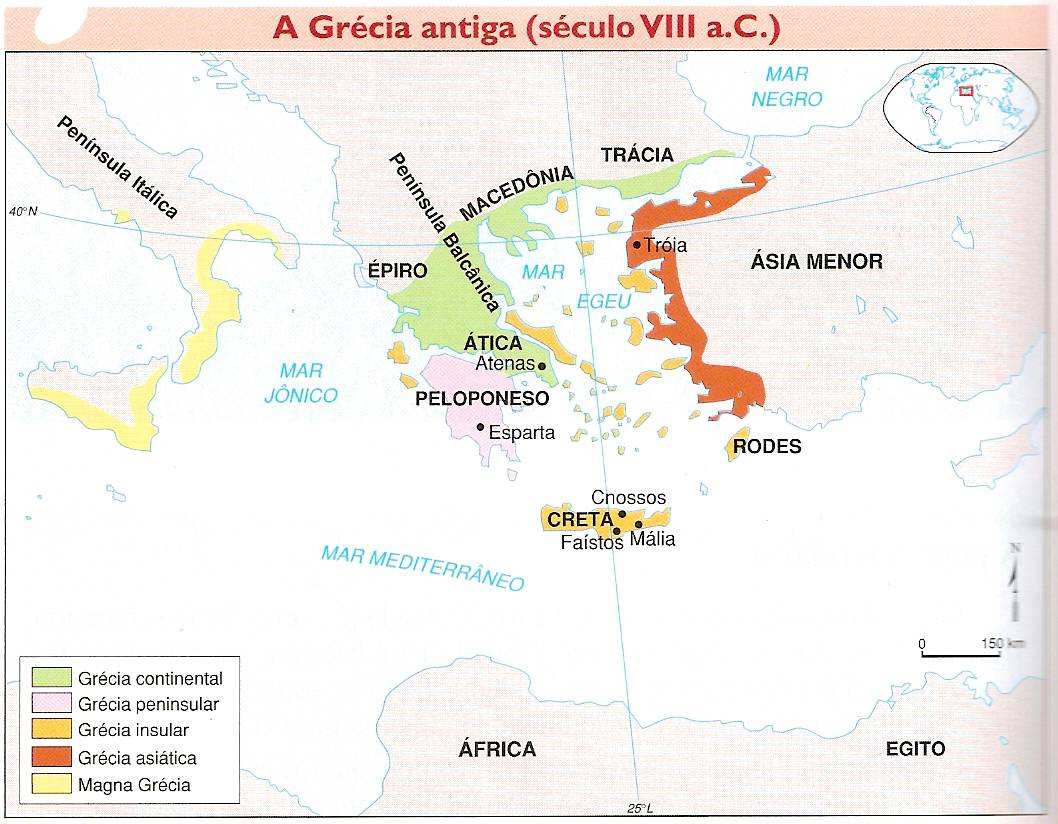 A Grécia antiga (século VIII a.C.)
MAR
NEGRO
Península Itálica
TRÁCIA
MACEDÔNIA
Península Balcânica
40° N
Tróia
ÉPIRO
MAR
EGEU
ÁSIA MENOR
ÁTICA
Atenas
MAR
JÔNICO
PELOPONESO
Esparta
RODES
Cnossos
CRETA
Faístos
Mália
MAR MEDITERRÂNEO
N
0 150 km
Grécia continental
Grécia peninsular
Grécia insular
Grécia asiática
Magna Grécia
ÁFRICA
EGITO
25° L